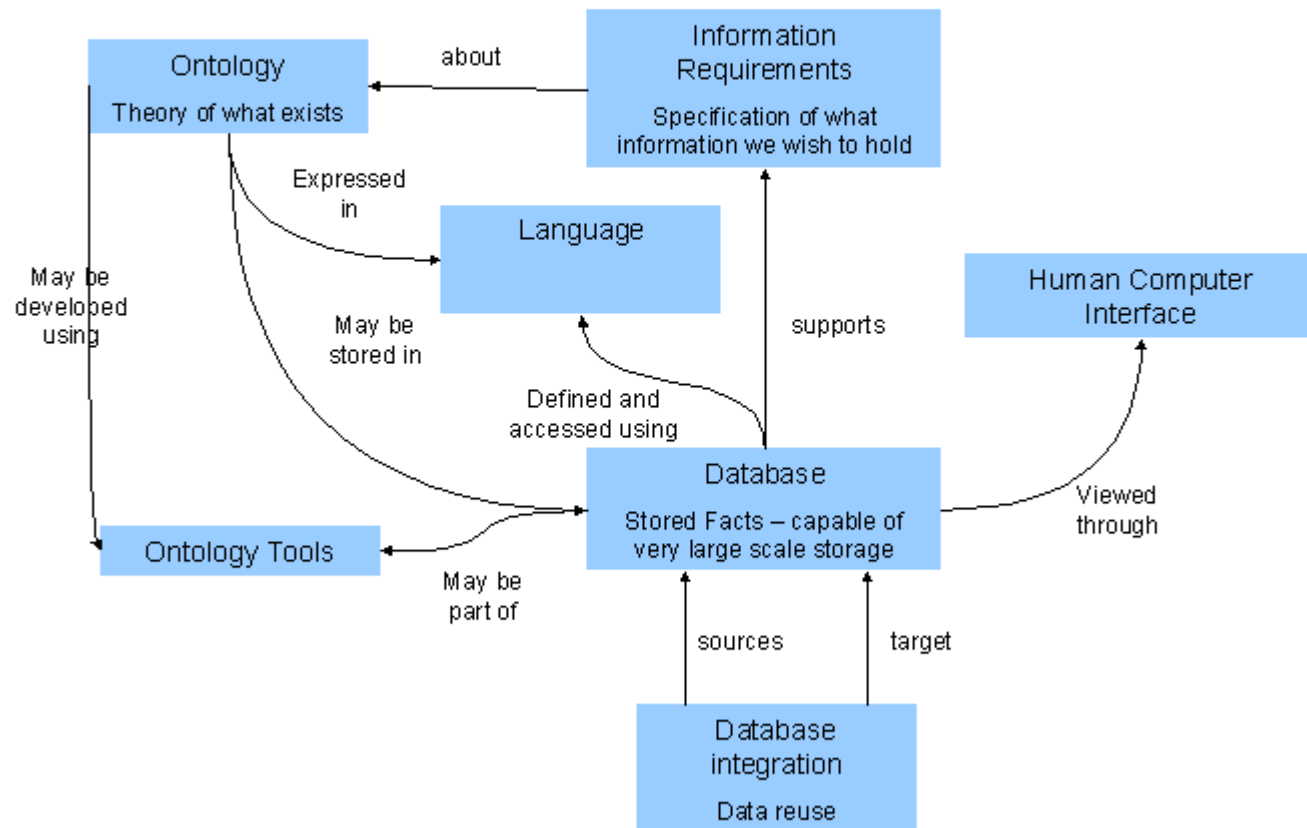 Information
Requirements
Specification of what
information we wish to hold
about
Ontology
Theory of what exists
Expressed
in
Language
May be
developed
using
May be
stored in
supports
Human Computer
Interface
Defined and
accessed using
Database
Stored Facts – capable of
very large scale storage
Viewed
through
Ontology Tools
May be
part of
sources
target
Database
integration
Data reuse